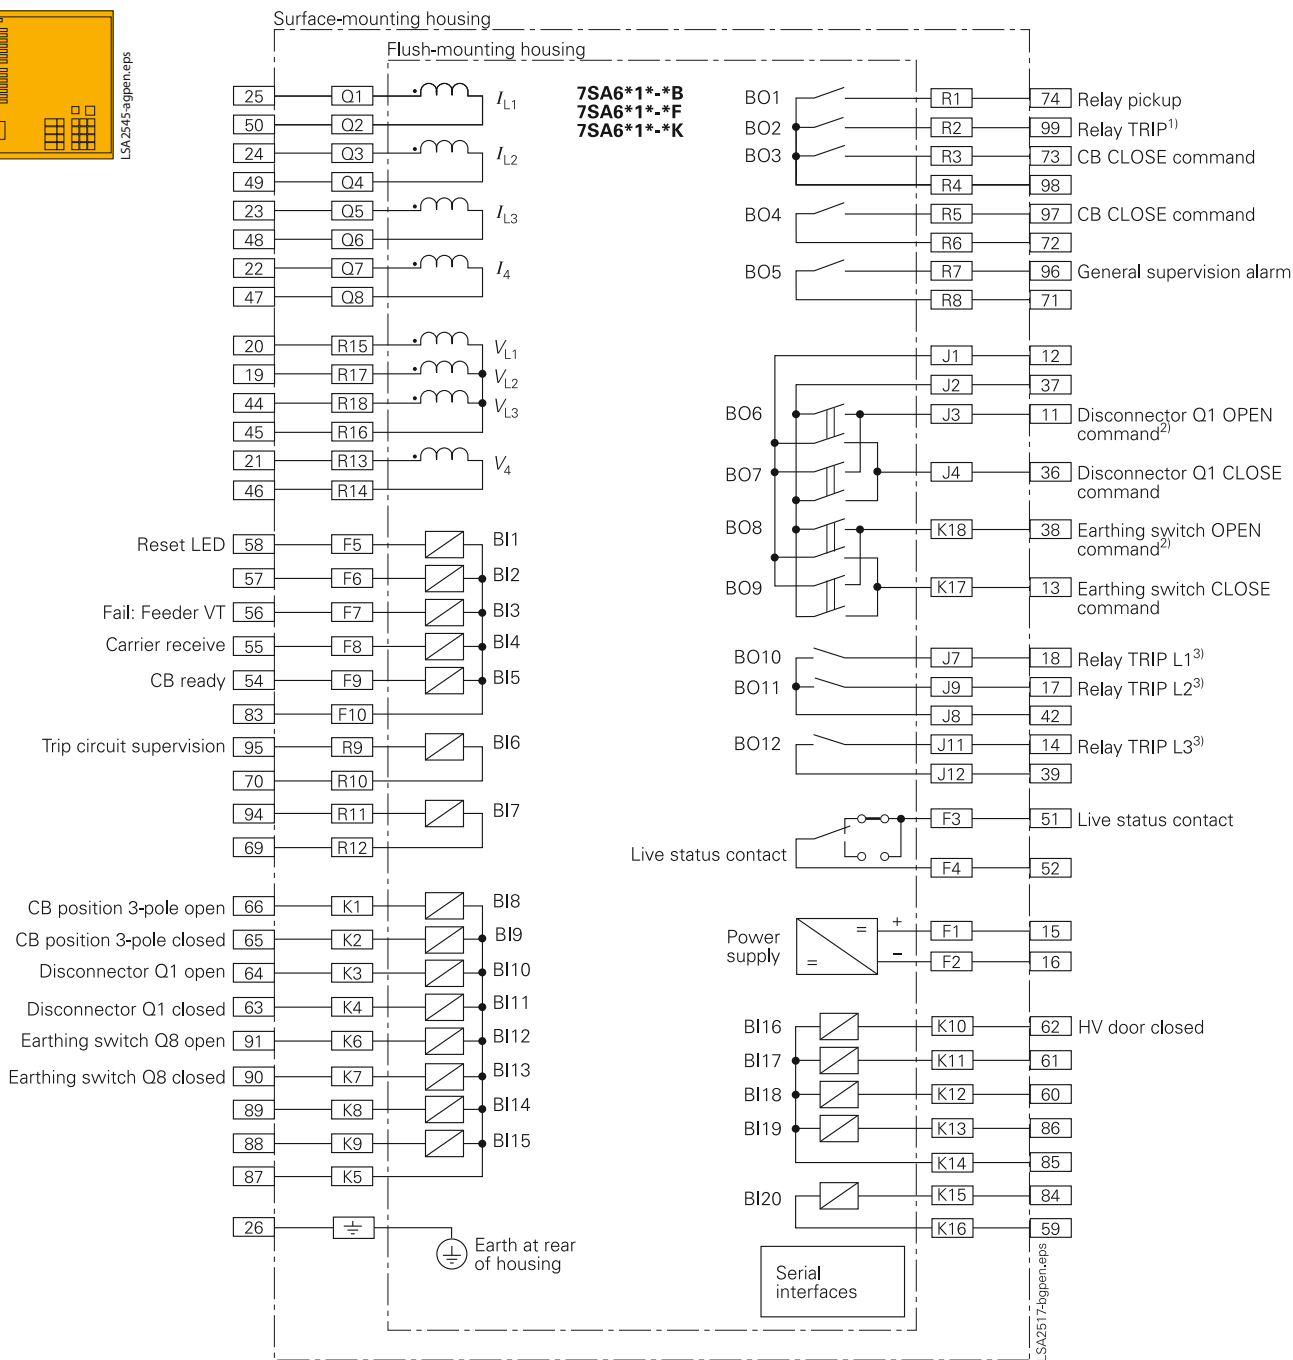 Surface-mounting housing
Flush-mounting housing
LSA2545-agpen.eps
7SA6*1*-*B
7SA6*1*-*F
7SA6*1*-*K
25 Q1 I L1
50 Q2
24 Q3 I L2
49 Q4
23 Q5 I L3
48 Q6
22 Q7 I 4
47 Q8
20 R15 V L1
19 R17 V L2
44 R18 V L3
45 R16
21 R13 V 4
46 R14
Reset LED 58 F5 BI1
57 F6 BI2
Fail: Feeder VT 56 F7 BI3
Carrier receive 55 F8 BI4
CB ready 54 F9 BI5
83 F10
Trip circuit supervision 95 R9 BI6
70 R10
94 R11 BI7
69 R12
CB position 3-pole open 66 K1 BI8
CB position 3-pole closed 65 K2 BI9
Disconnector Q1 open 64 K3 BI10
Disconnector Q1 closed 63 K4 BI11
Earthing switch Q8 open 91 K6 BI12
Earthing switch Q8 closed 90 K7 BI13
89 K8 BI14
88 K9 BI15
87 K5
26
Earth at rear
of housing
BO1 R1 74 Relay pickup
BO2 R2 99 Relay TRIP1)
BO3 R3 73 CB CLOSE command
R4 98
BO4 R5 97 CB CLOSE command
R6 72
BO5 R7 96 General supervision alarm
R8 71
J1 12
J2 37
BO6 J3 11 Disconnector Q1 OPEN
command2)
BO7 J4 36 Disconnector Q1 CLOSE
command
BO8 K18 38 Earthing switch OPEN
command2)
BO9 K17 13 Earthing switch CLOSE
command
BO10 J7 18 Relay TRIP L13)
BO11 J9 17 Relay TRIP L23)
J8 42
BO12 J11 14 Relay TRIP L33)
J12 39
F3 51 Live status contact
Live status contact
F4 52
Power
supply
= =
+ F1 15
− F2 16
BI16 K10 62 HV door closed
BI17 K11 61
BI18 K12 60
BI19 K13 86
K14 85
BI20 K15 84
K16 59
Serial
interfaces
LSA2517-bgpen.eps